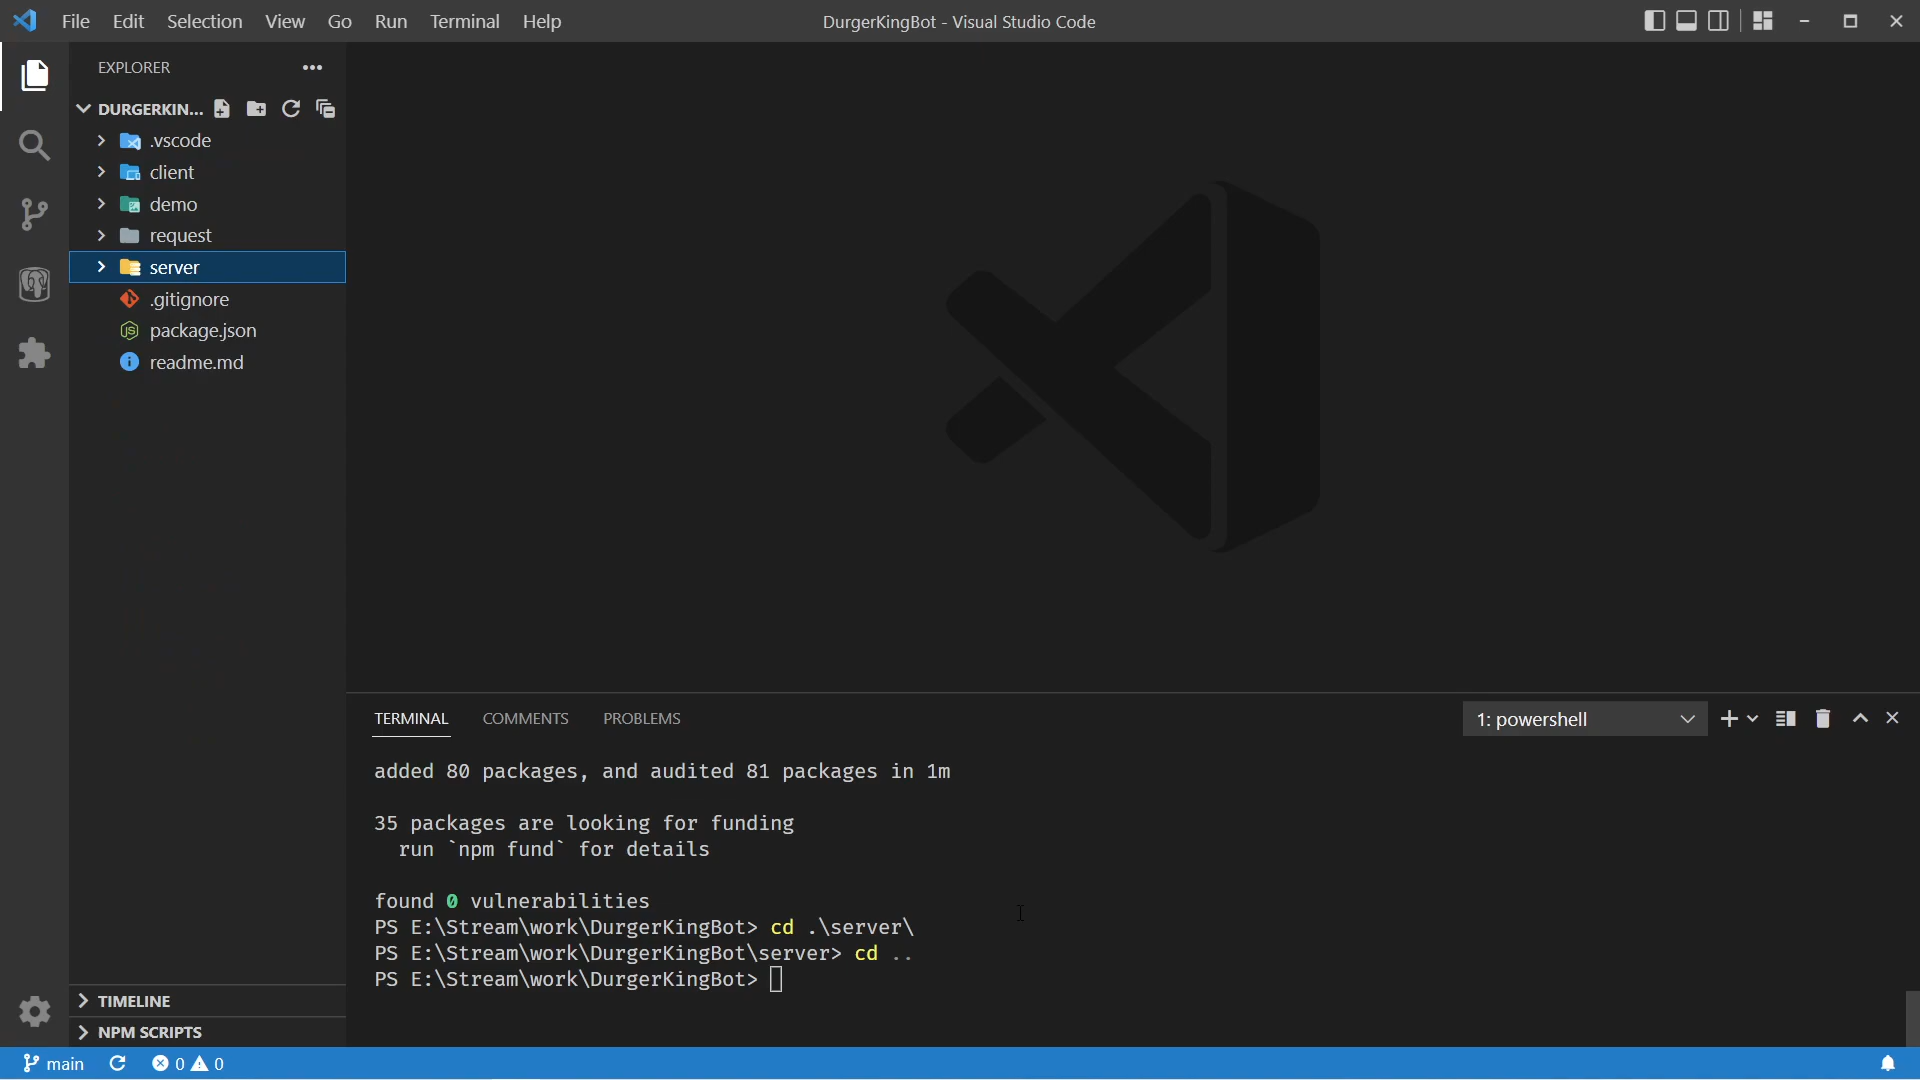 File Edit Selection View Go Run Terminal Help
DurgerKingBot - Visual Studio Code
EXPLORER
DURGERKIN...
.vscode
client
demo
request
server
.gitignore
package.json
readme.md
TERMINAL COMMENTS PROBLEMS
1: powershell
added 80 packages, and audited 81 packages in 1m
35 packages are looking for funding
run `npm fund` for details
found 0 vulnerabilities
PS E:\Stream\work\DurgerKingBot> cd .\server\
PS E:\Stream\work\DurgerKingBot\server> cd ..
PS E:\Stream\work\DurgerKingBot>
TIMELINE
NPM SCRIPTS
main 0 0